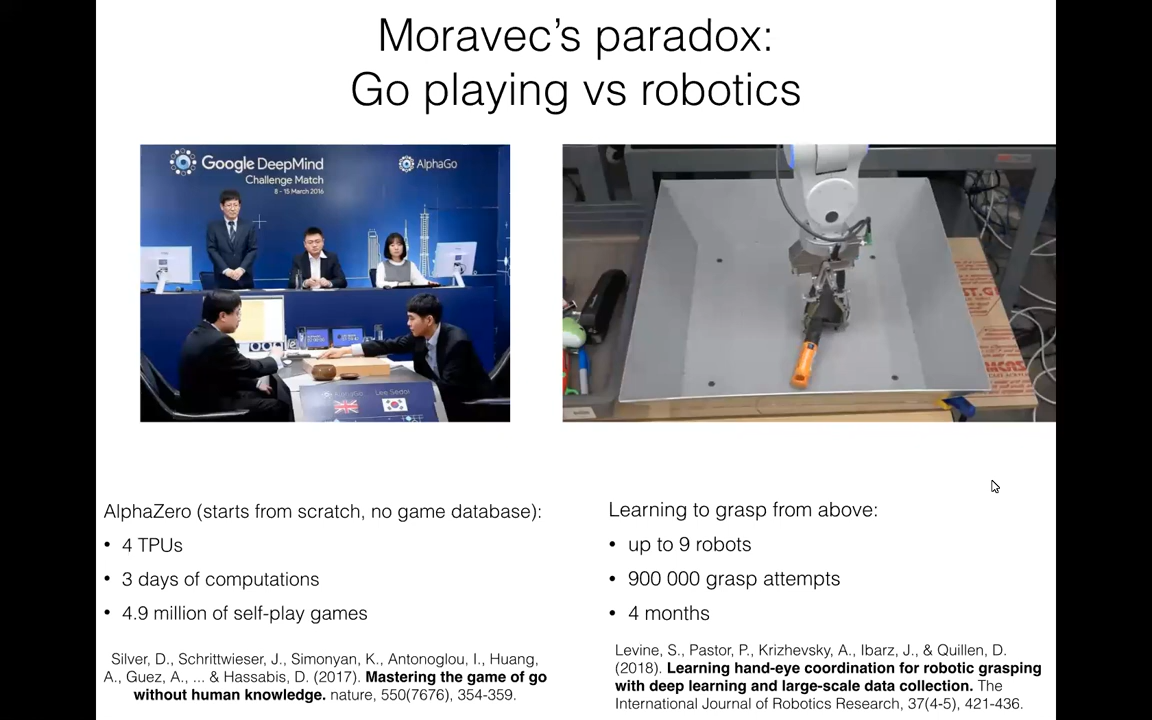 Moravec’s paradox:
Go playing vs robotics
Google DeepMind
Challenge Match
8 - 15 March 2016
AlphaGo
Lee Sedol
AlphaZero (starts from scratch, no game database):
• 4 TPUs
• 3 days of computations
• 4.9 million of self-play games
Silver, D., Schrittwieser, J., Simonyan, K., Antonoglou, I., Huang,
A., Guez, A., ... & Hassabis, D. (2017). Mastering the game of go
without human knowledge. nature, 550(7676), 354-359.
Learning to grasp from above:
• up to 9 robots
• 900 000 grasp attempts
• 4 months
Levine, S., Pastor, P., Krizhevsky, A., Ibarz, J., & Quillen, D.
(2018). Learning hand-eye coordination for robotic grasping
with deep learning and large-scale data collection. The
International Journal of Robotics Research, 37(4-5), 421-436.